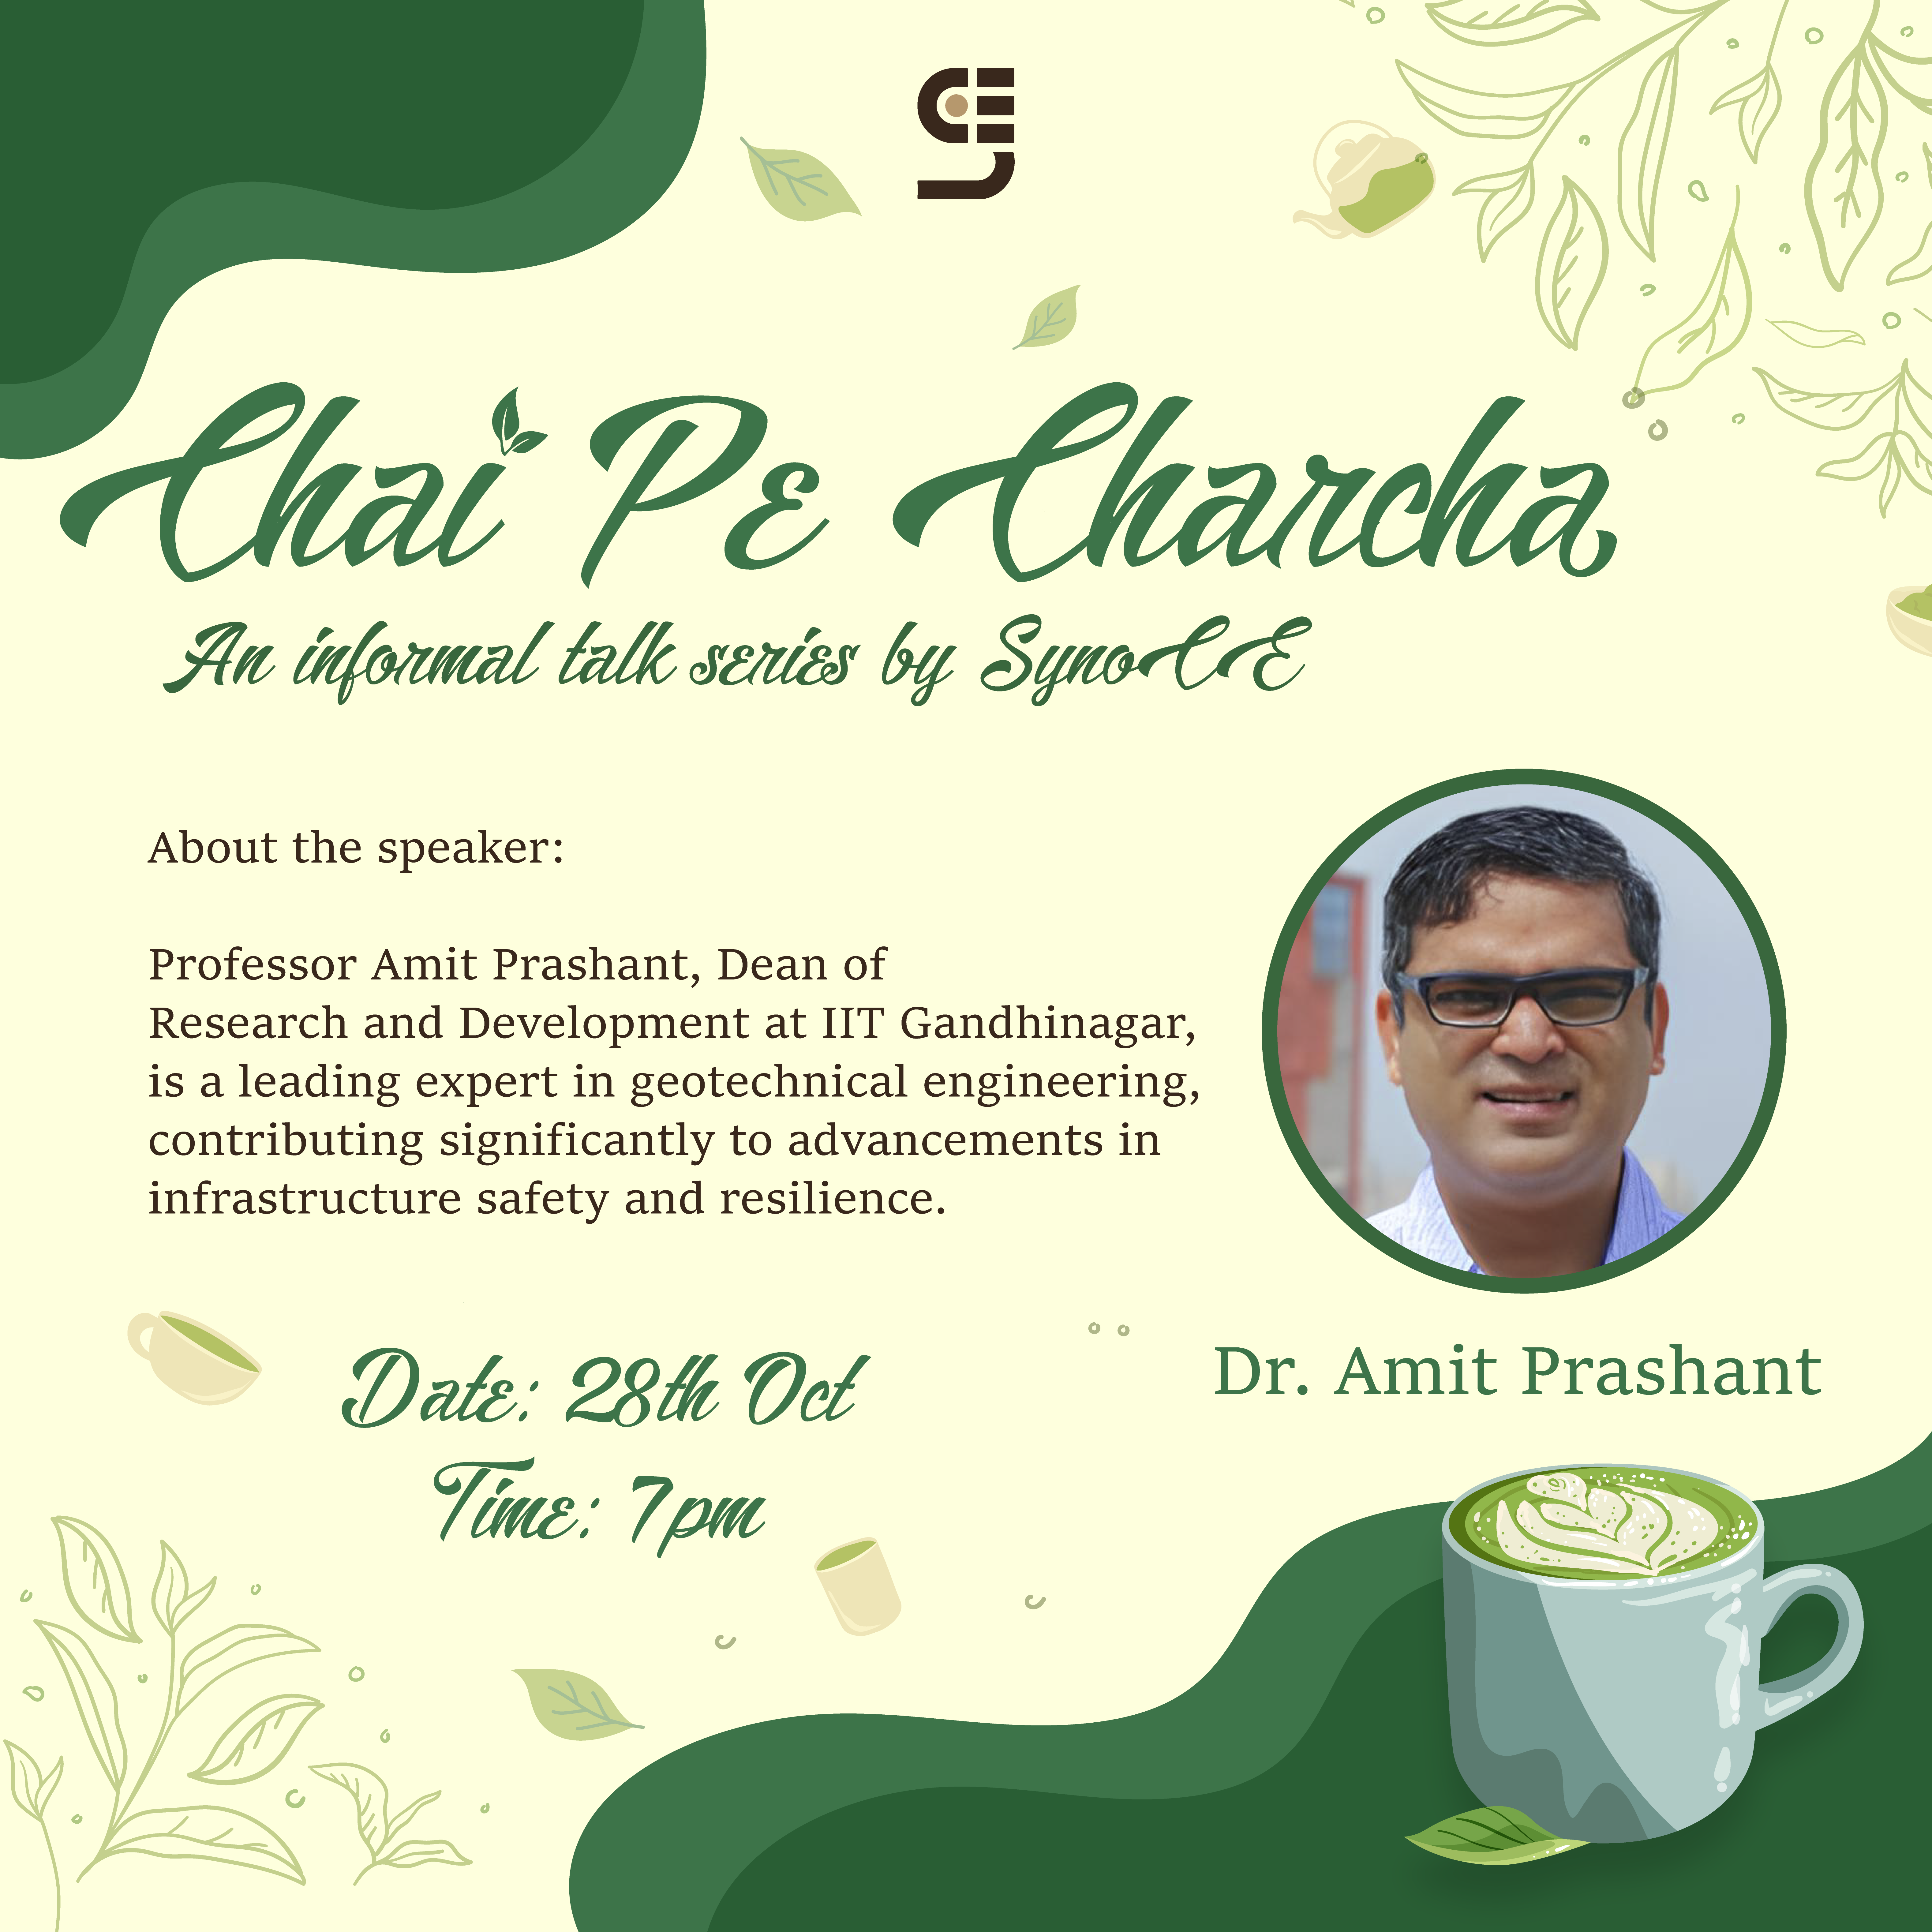 Chai Pe Charcha
An informal talk series by SynoCE
About the speaker:
Professor Amit Prashant, Dean of
Research and Development at IIT Gandhinagar,
is a leading expert in geotechnical engineering,
contributing significantly to advancements in
infrastructure safety and resilience.
Dr. Amit Prashant
Date: 28th Oct
Time: 7pm